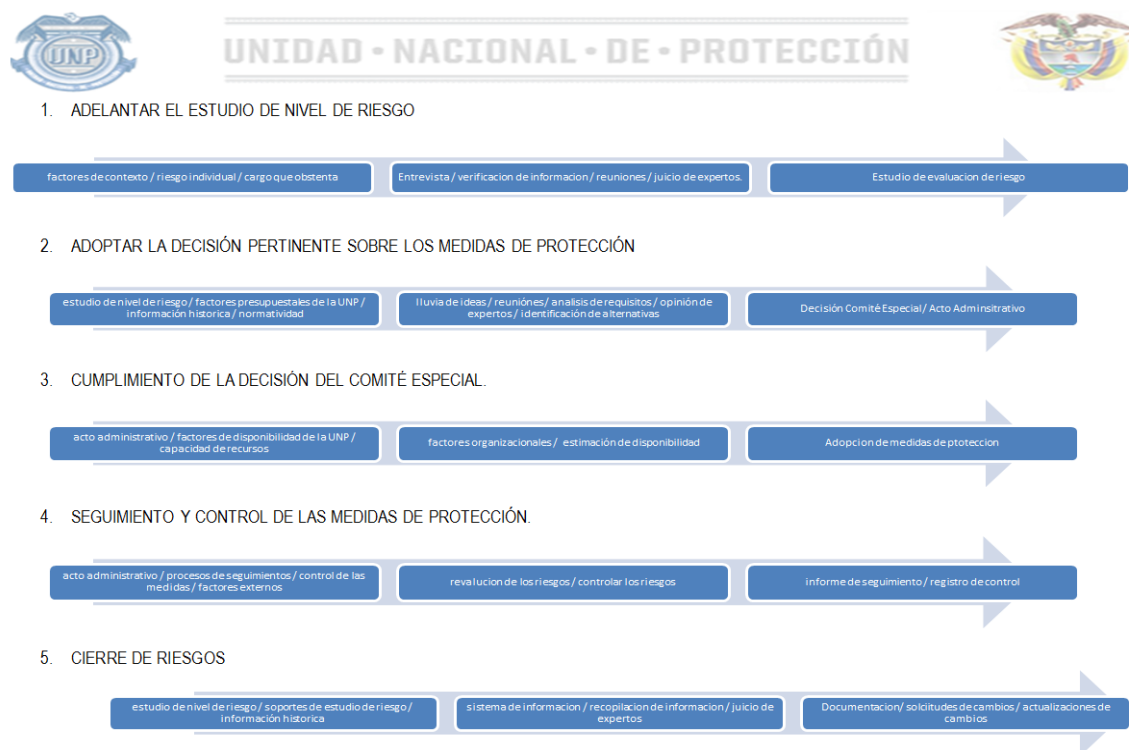 UNP
UNIDAD • NACIONAL • DE • PROTECCIÓN
1. ADELANTAR EL ESTUDIO DE NIVEL DE RIESGO
factores de contexto / riesgo individual / cargo que obstenta
Entrevista / verificacion de informacion / reuniones / juicio de expertos.
Estudio de evaluacion de riesgo
2. ADOPTAR LA DECISIÓN PERTINENTE SOBRE LOS MEDIDAS DE PROTECCIÓN
estudio de nivel de riesgo / factores presupuestales de la UNP /
información historica / normatividad
lluvia de ideas / reuniónes / analisis de requisitos / opinión de
expertos / identificación de alternativas
Decisión Comité Especial/ Acto Adminsitrativo
3. CUMPLIMIENTO DE LA DECISIÓN DEL COMITÉ ESPECIAL.
acto administrativo / factores de disponibilidad de la UNP /
capacidad de recursos
factores organizacionales / estimación de disponibilidad
Adopcion de medidas de ptoteccion
4. SEGUIMIENTO Y CONTROL DE LAS MEDIDAS DE PROTECCIÓN.
acto administrativo / procesos de seguimientos / control de las
medidas / factores externos
revalucion de los riesgos / controlar los riesgos
informe de seguimiento / registro de control
5. CIERRE DE RIESGOS
estudio de nivel de riesgo / soportes de estudio de riesgo /
información historica
sistema de informacion / recopilacion de informacion / juicio de
expertos
Documentacion/ solciitudes de cambios / actualizaciones de
cambios